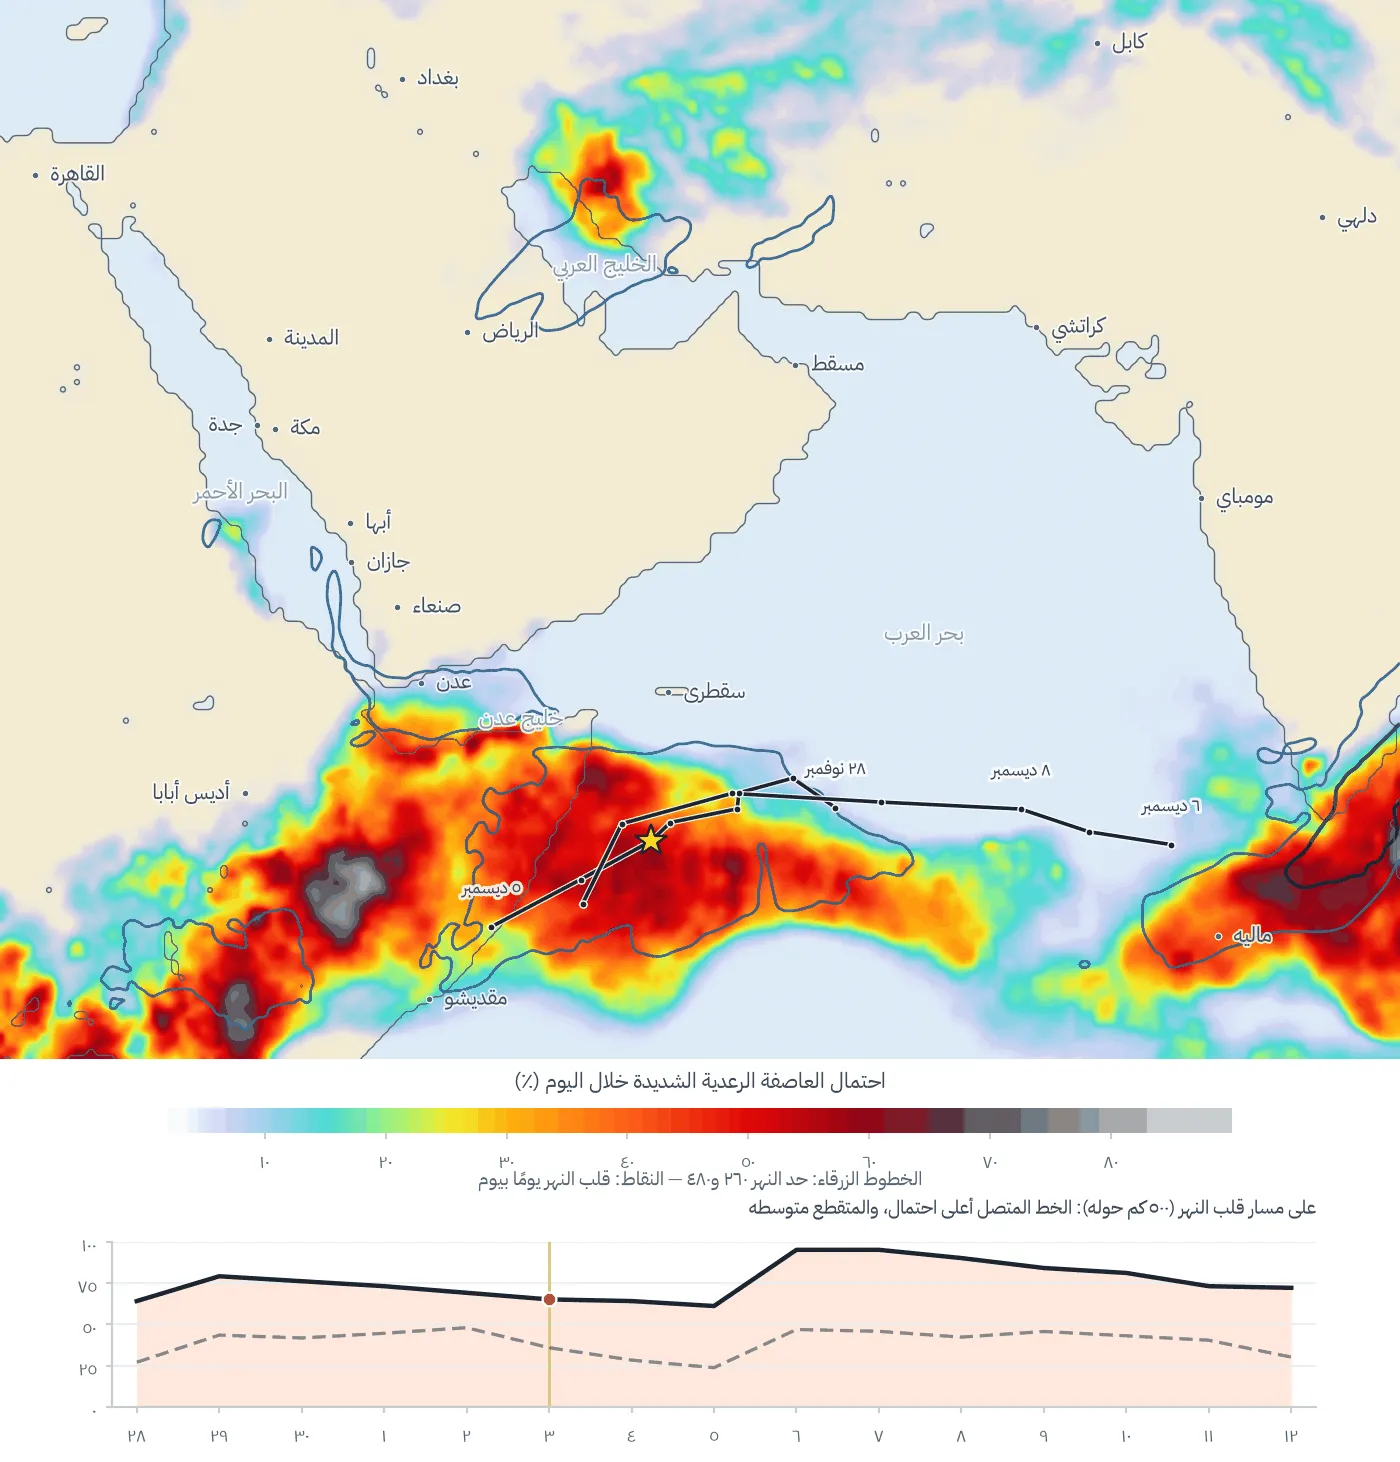 كابل
بغداد
القاهرة
دلهي
الخليج العربي
كراتشي
الرياض
المدينة
مسقط
جدة
مكة
البحر الأحمر
مومباي
أبها
جازان
صنعاء
بحر العرب
عدن
سقطرى
خليج عدن
٢٨ نوفمبر
٨ ديسمبر
أديس أبابا
٦ ديسمبر
٥ ديسمبر
ماليه
مقديشو
احتمال العاصفة الرعدية الشديدة خلال اليوم (٪)
١٠ ٢٠ ٣٠ ٤٠ ٥٠ ٦٠ ٧٠ ٨٠
الخطوط الزرقاء: حد النهر ٢٦٠ و٤٨٠ — النقاط: قلب النهر يومًا بيوم
على مسار قلب النهر (٥٠٠ كم حوله): الخط المتصل أعلى احتمال، والمتقطع متوسطه
١٠٠
٧٥
٥٠
٢٥
٠
٢٨ ٢٩ ٣٠ ١ ٢ ٣ ٤ ٥ ٦ ٧ ٨ ٩ ١٠ ١١ ١٢